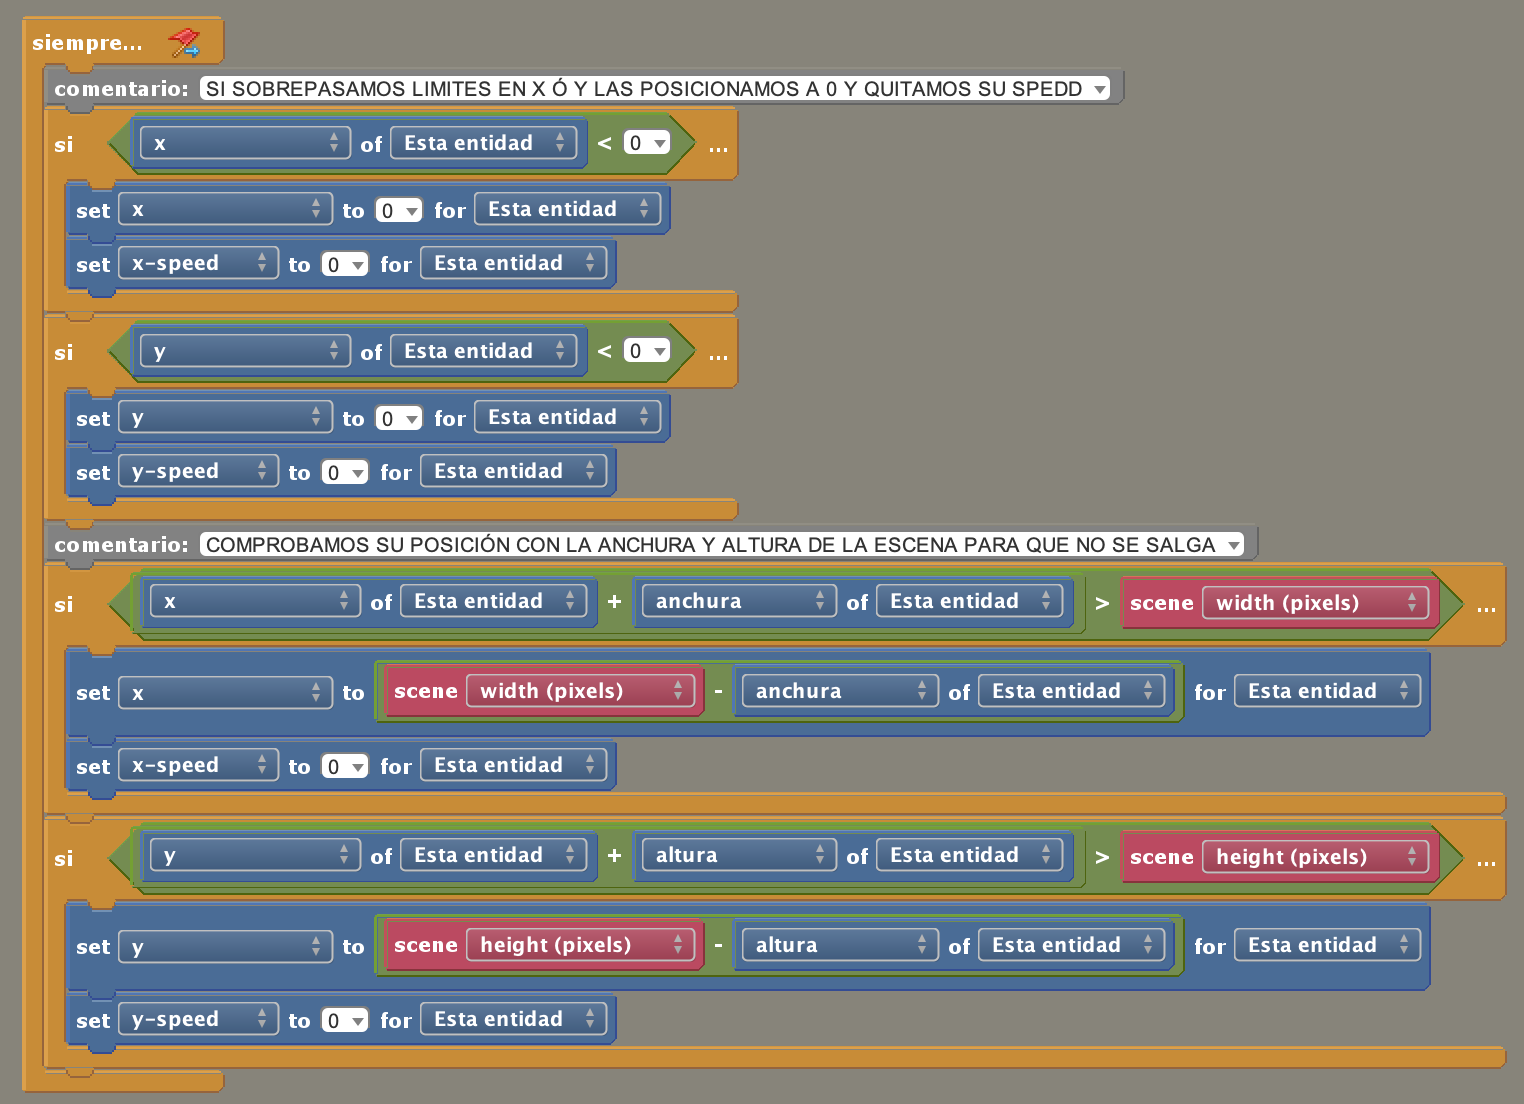 siempre...
comentario: SI SOBREPASAMOS LIMITES EN X Ó Y LAS POSICIONAMOS A 0 Y QUITAMOS SU SPEDD
si x of Esta entidad < 0 ...
set x to 0 for Esta entidad
set x-speed to 0 for Esta entidad
si y of Esta entidad < 0 ...
set y to 0 for Esta entidad
set y-speed to 0 for Esta entidad
comentario: COMPROBAMOS SU POSICIÓN CON LA ANCHURA Y ALTURA DE LA ESCENA PARA QUE NO SE SALGA
si x of Esta entidad + anchura of Esta entidad > scene width (pixels) ...
set x to scene width (pixels) - anchura of Esta entidad for Esta entidad
set x-speed to 0 for Esta entidad
si y of Esta entidad + altura of Esta entidad > scene height (pixels) ...
set y to scene height (pixels) - altura of Esta entidad for Esta entidad
set y-speed to 0 for Esta entidad